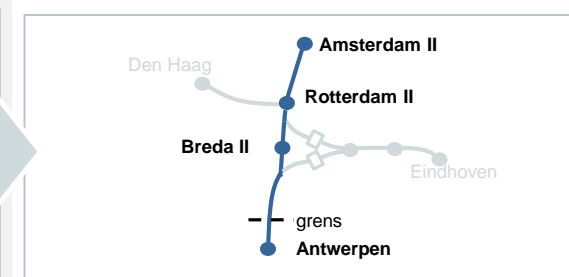 Amsterdam II
Den Haag
Rotterdam II
Breda II
Eindhoven
grens
Antwerpen